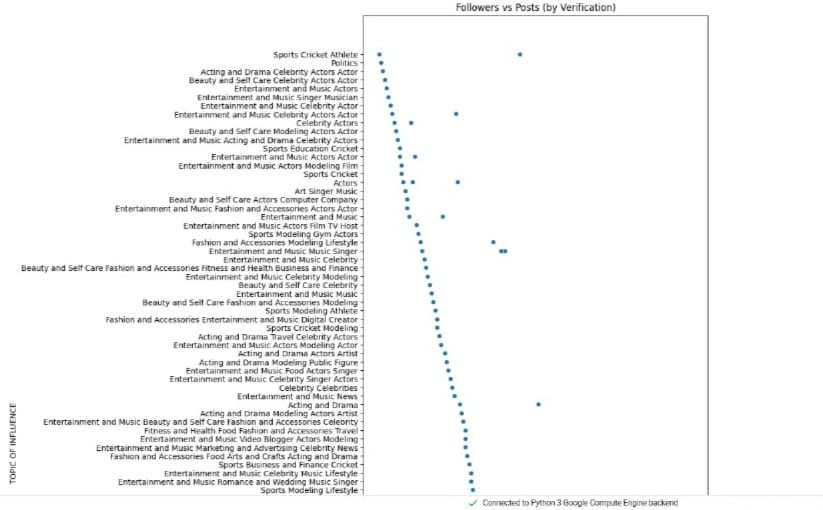 Followers vs Posts (by Verification)
Sports Cricket Athlete
Politics
Acting and Drama Celebrity Actors Actor
Beauty and Self Care Celebrity Actors Actor
Entertainment and Music Actors
Entertainment and Music Singer Musician
Entertainment and Music Celebrity Actor
Entertainment and Music Celebrity Actors Actor
Celebrity Actors
Beauty and Self Care Modeling Actors Actor
Entertainment and Music Acting and Drama Celebrity Actors
Sports Education Cricket
Entertainment and Music Actors Actor
Entertainment and Music Actors Modeling Film
Sports Cricket
Actors
Art Singer Music
Beauty and Self Care Actors Computer Company
Entertainment and Music Fashion and Accessories Actors Actor
Entertainment and Music
Entertainment and Music Actors Film TV Host
Sports Modeling Gym Actors
Fashion and Accessories Modeling Lifestyle
Entertainment and Music Music Singer
Entertainment and Music Celebrity
Beauty and Self Care Fashion and Accessories Fitness and Health Business and Finance
Entertainment and Music Celebrity Modeling
Beauty and Self Care Celebrity
Entertainment and Music Music
Beauty and Self Care Fashion and Accessories Modeling
Sports Modeling Athlete
Fashion and Accessories Entertainment and Music Digital Creator
Sports Cricket Modeling
Acting and Drama Travel Celebrity Actors
Entertainment and Music Actors Modeling Actor
Acting and Drama Actors Artist
Acting and Drama Modeling Public Figure
Entertainment and Music Food Actors Singer
Entertainment and Music Celebrity Singer Actors
Celebrity Celebrities
Entertainment and Music News
Acting and Drama
Acting and Drama Modeling Actors Artist
Entertainment and Music Beauty and Self Care Fashion and Accessories Celebrity
Fitness and Health Food Fashion and Accessories Travel
Entertainment and Music Video Blogger Actors Modeling
Entertainment and Music Marketing and Advertising Celebrity News
Fashion and Accessories Food Arts and Crafts Acting and Drama
Sports Business and Finance Cricket
Entertainment and Music Celebrity Music Lifestyle
Entertainment and Music Romance and Wedding Music Singer
Sports Modeling Lifestyle
TOPIC OF INFLUENCE
Connected to Python 3 Google Compute Engine backend